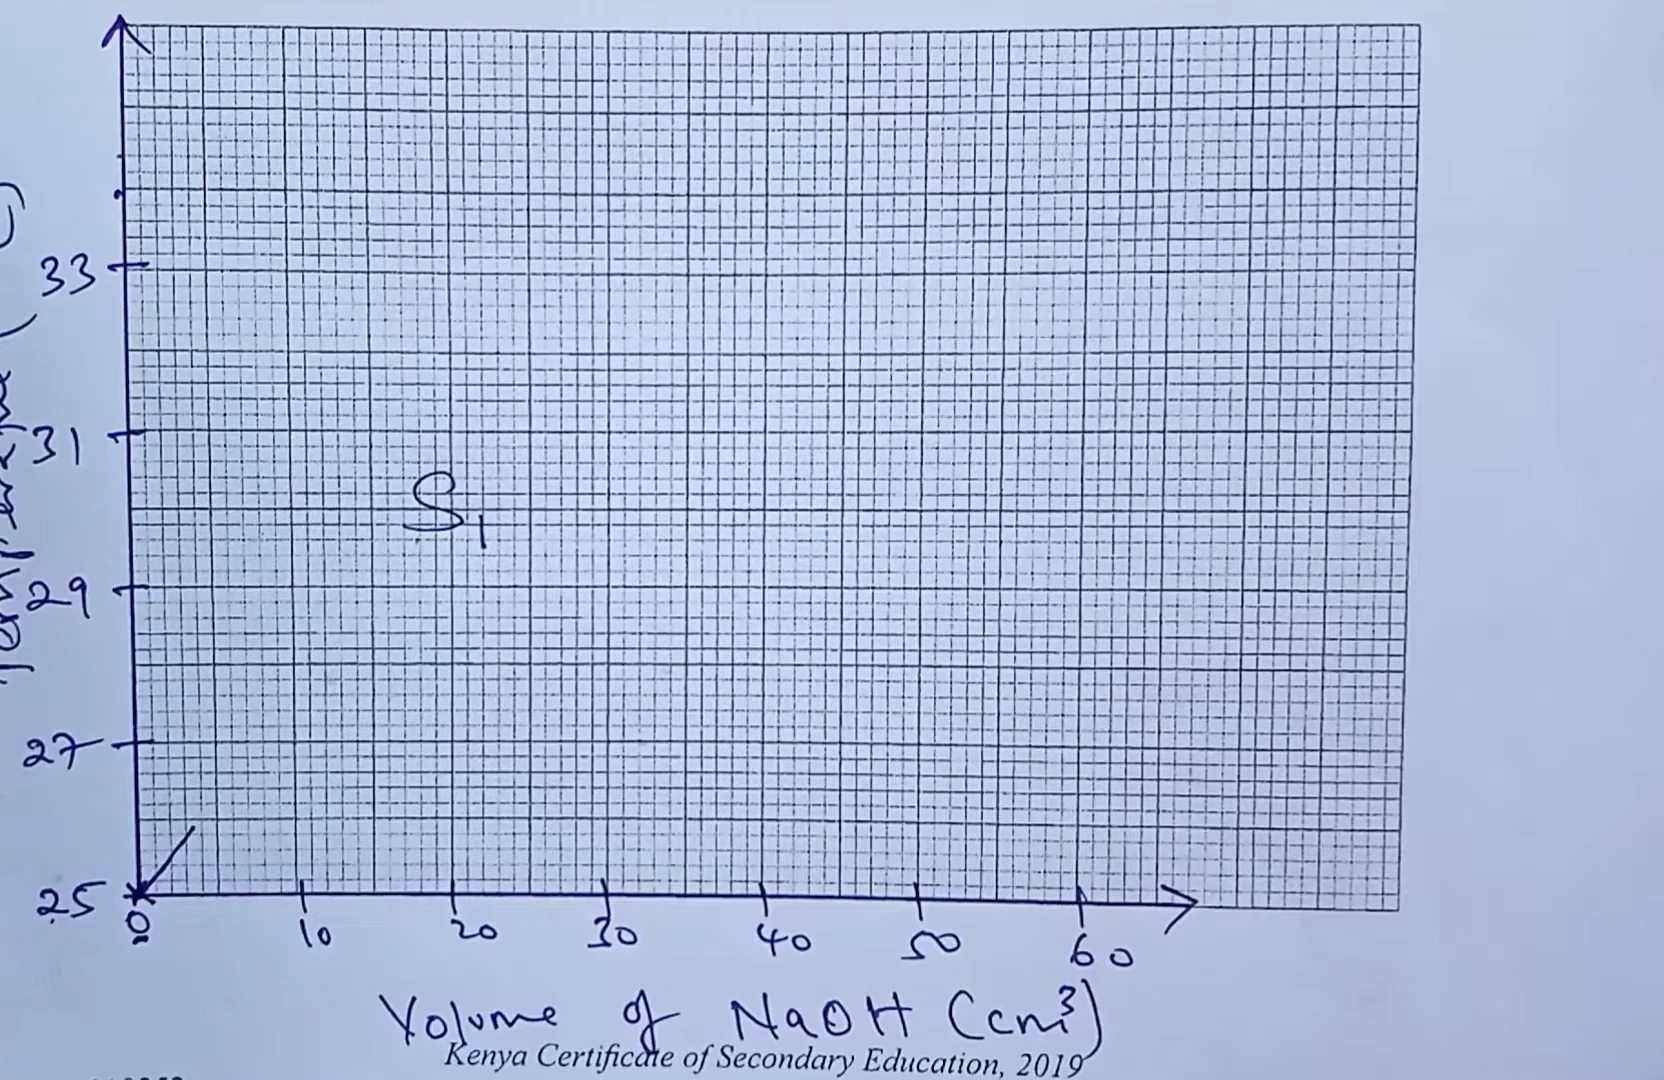 Temperature (°C)
33
31
S₁
29
27
25
0 10 20 30 40 50 60
Volume of NaOH (cm³)
Kenya Certificate of Secondary Education, 2019